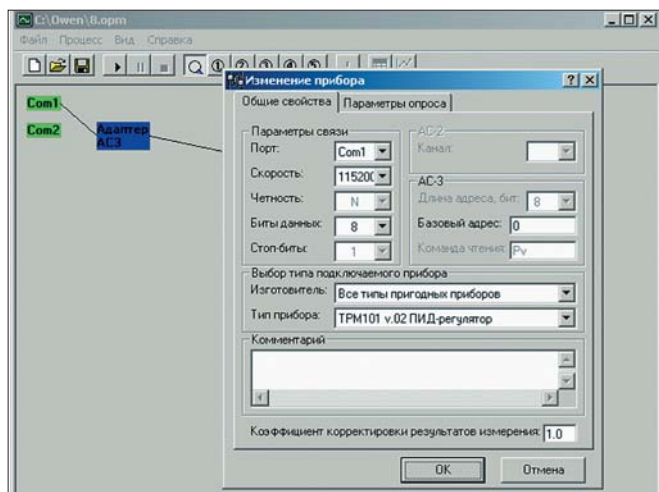 C:\Owen\8.opm
Файл Процесс Вид Справка
Изменение прибора
Общие свойства Параметры опроса
Com1
Com2
Адаптер
АС3
Параметры связи
Порт: Com1
Скорость: 11520
Четность: N
Биты данных: 8
Стоп-биты: 1
АС-2
Канал:
АС-3
Длина адреса, бит: 8
Базовый адрес: 0
Команда чтения: Pv
Выбор типа подключаемого прибора
Изготовитель: Все типы пригодных приборов
Тип прибора: ТРМ101 v.02 ПИД-регулятор
Комментарий
Коэффициент корректировки результатов измерения: 1.0
OK Отмена